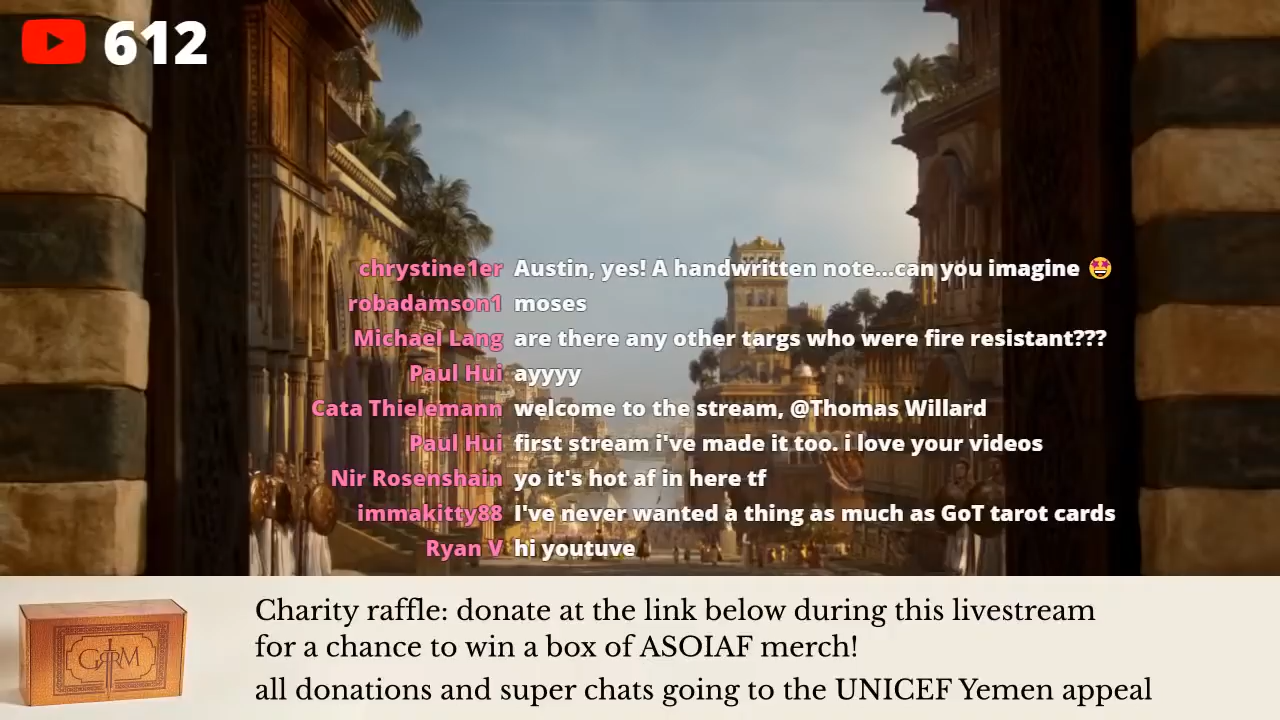 612
chrystine1er Austin, yes! A handwritten note...can you imagine 🤩
robadamson1 moses
Michael Lang are there any other targs who were fire resistant???
Paul Hui ayyyy
Cata Thielemann welcome to the stream, @Thomas Willard
Paul Hui first stream i've made it too. i love your videos
Nir Rosenshain yo it's hot af in here tf
immakitty88 I've never wanted a thing as much as GoT tarot cards
Ryan V hi youtuve
Charity raffle: donate at the link below during this livestream
for a chance to win a box of ASOIAF merch!
all donations and super chats going to the UNICEF Yemen appeal
GRRM